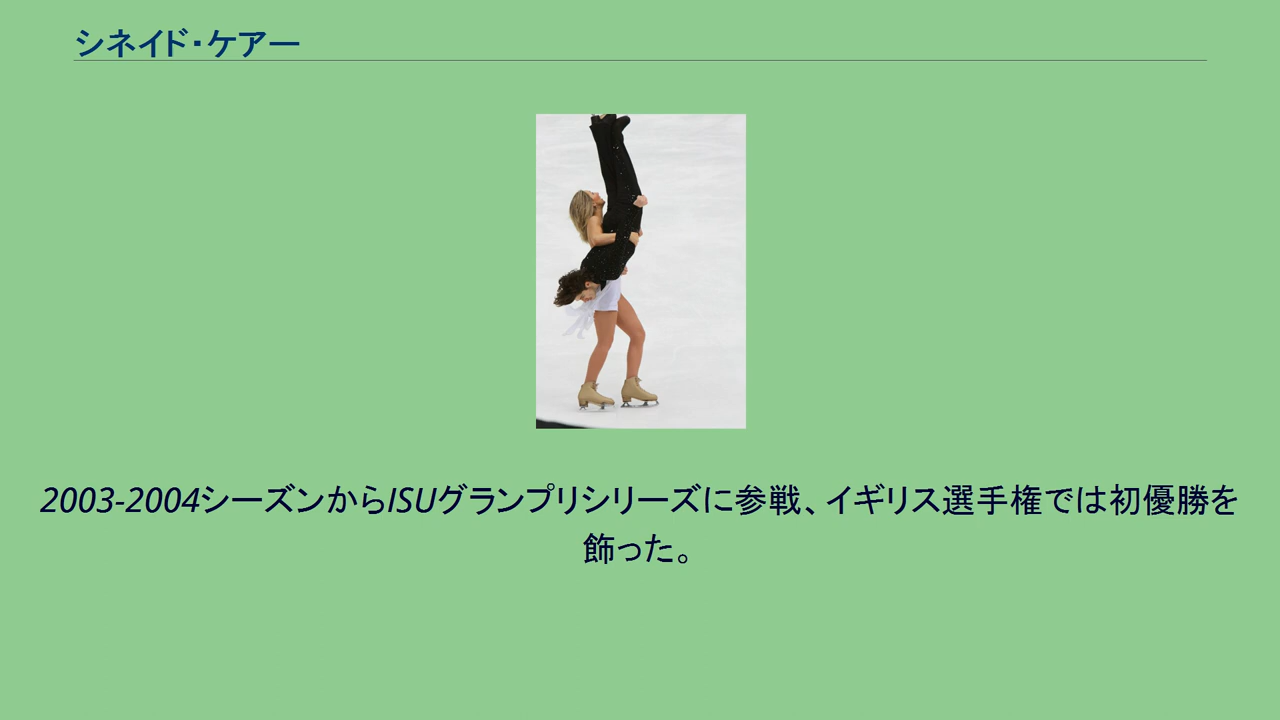 シネイド・ケアー
2003-2004シーズンからISUグランプリシリーズに参戦、イギリス選手権では初優勝を
飾った。